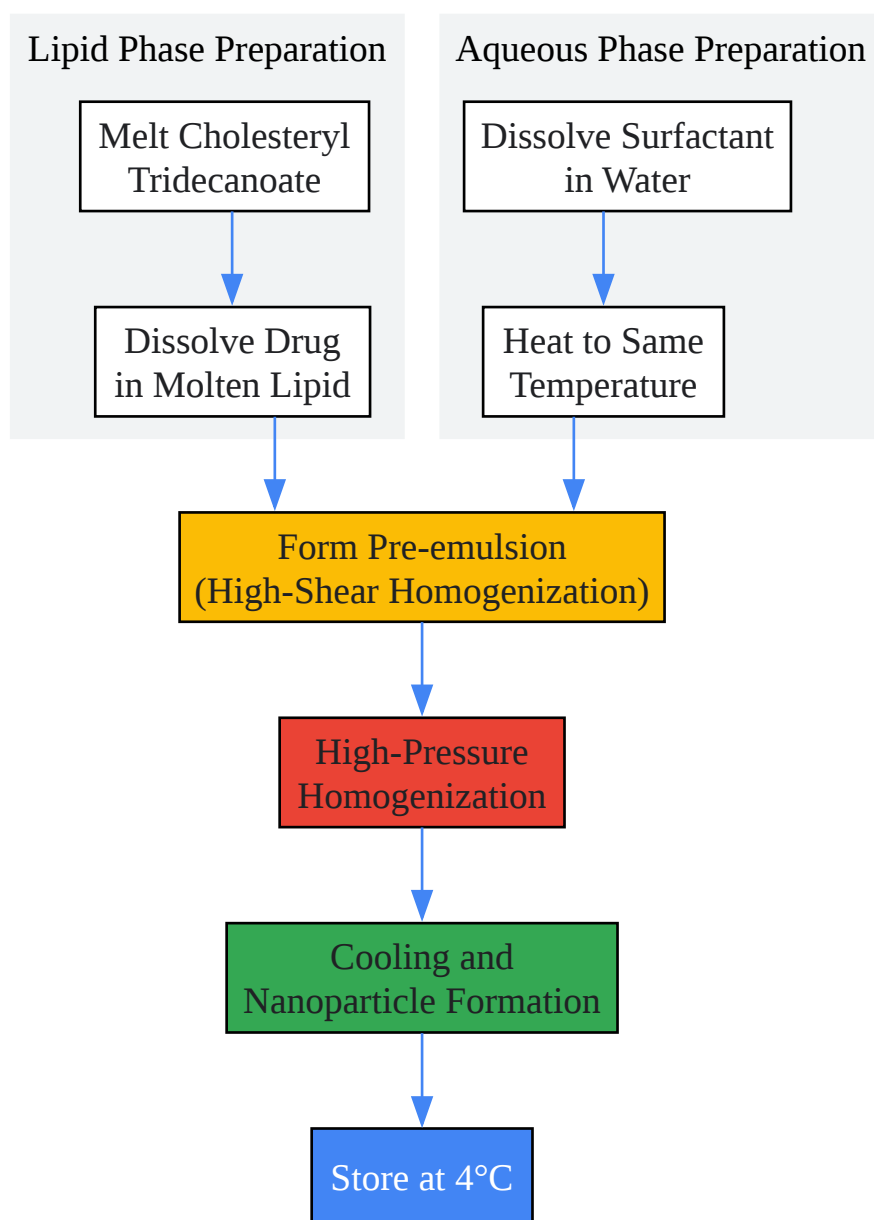 Lipid Phase Preparation
Melt Cholesteryl
Tridecanoate
Dissolve Drug
in Molten Lipid
Aqueous Phase Preparation
Dissolve Surfactant
in Water
Heat to Same
Temperature
Form Pre-emulsion
(High-Shear Homogenization)
High-Pressure
Homogenization
Cooling and
Nanoparticle Formation
Store at 4°C